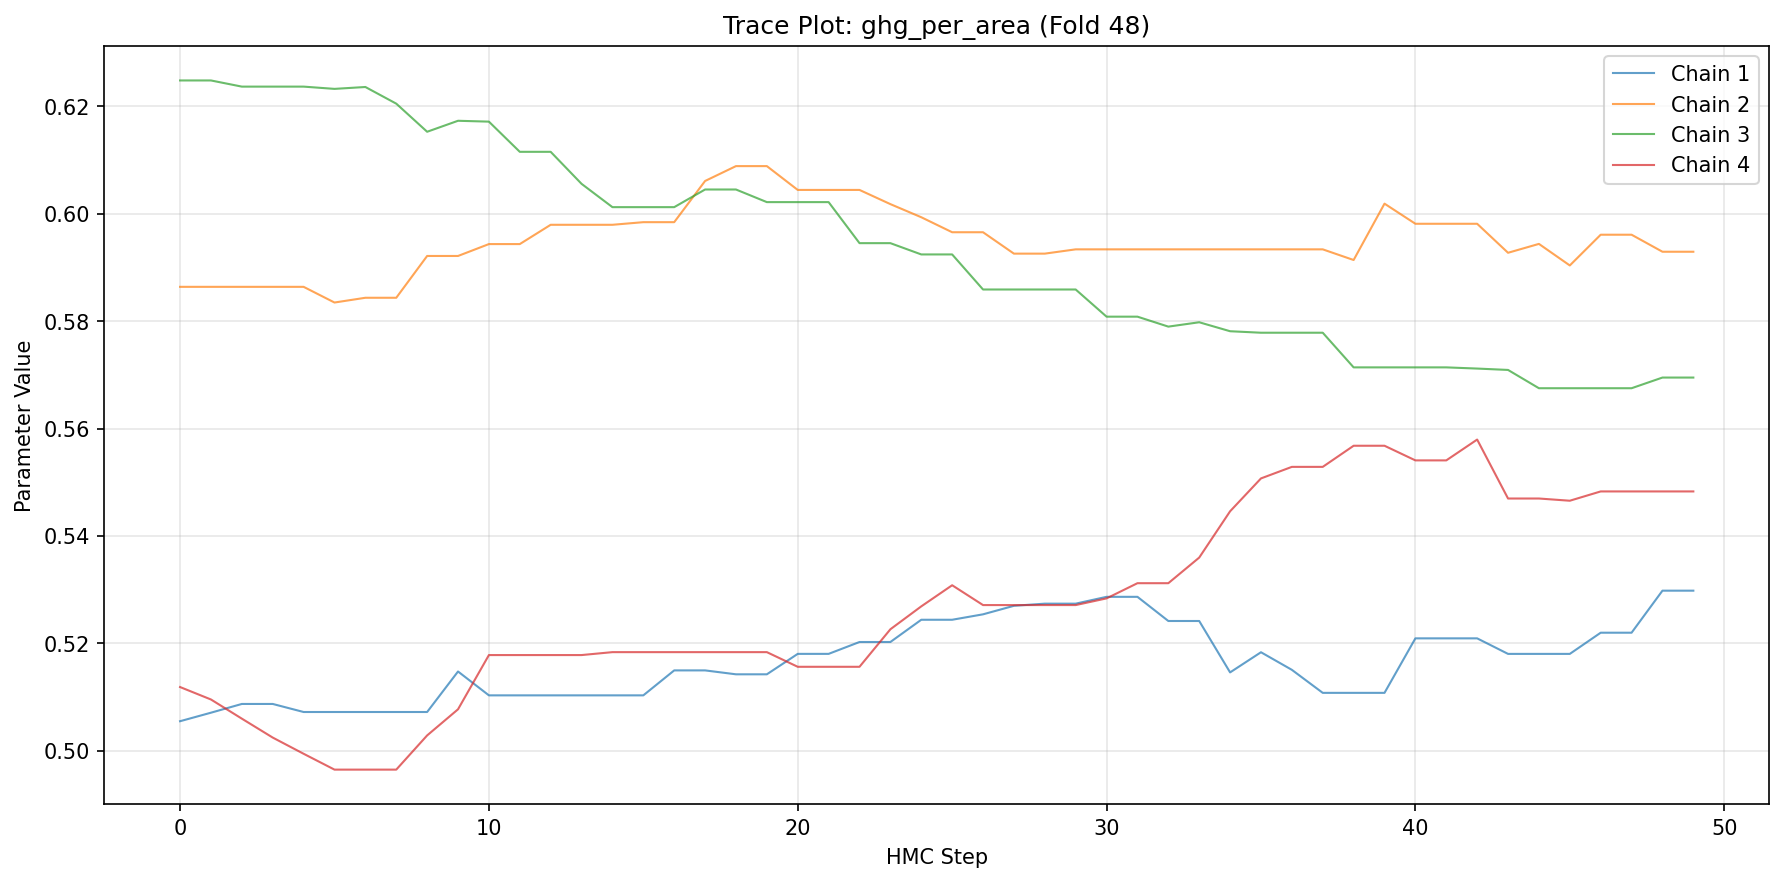 Trace Plot: ghg_per_area (Fold 48)
Chain 1
Chain 2
Chain 3
Chain 4
Parameter Value
0.62
0.60
0.58
0.56
0.54
0.52
0.50
0 10 20 30 40 50
HMC Step